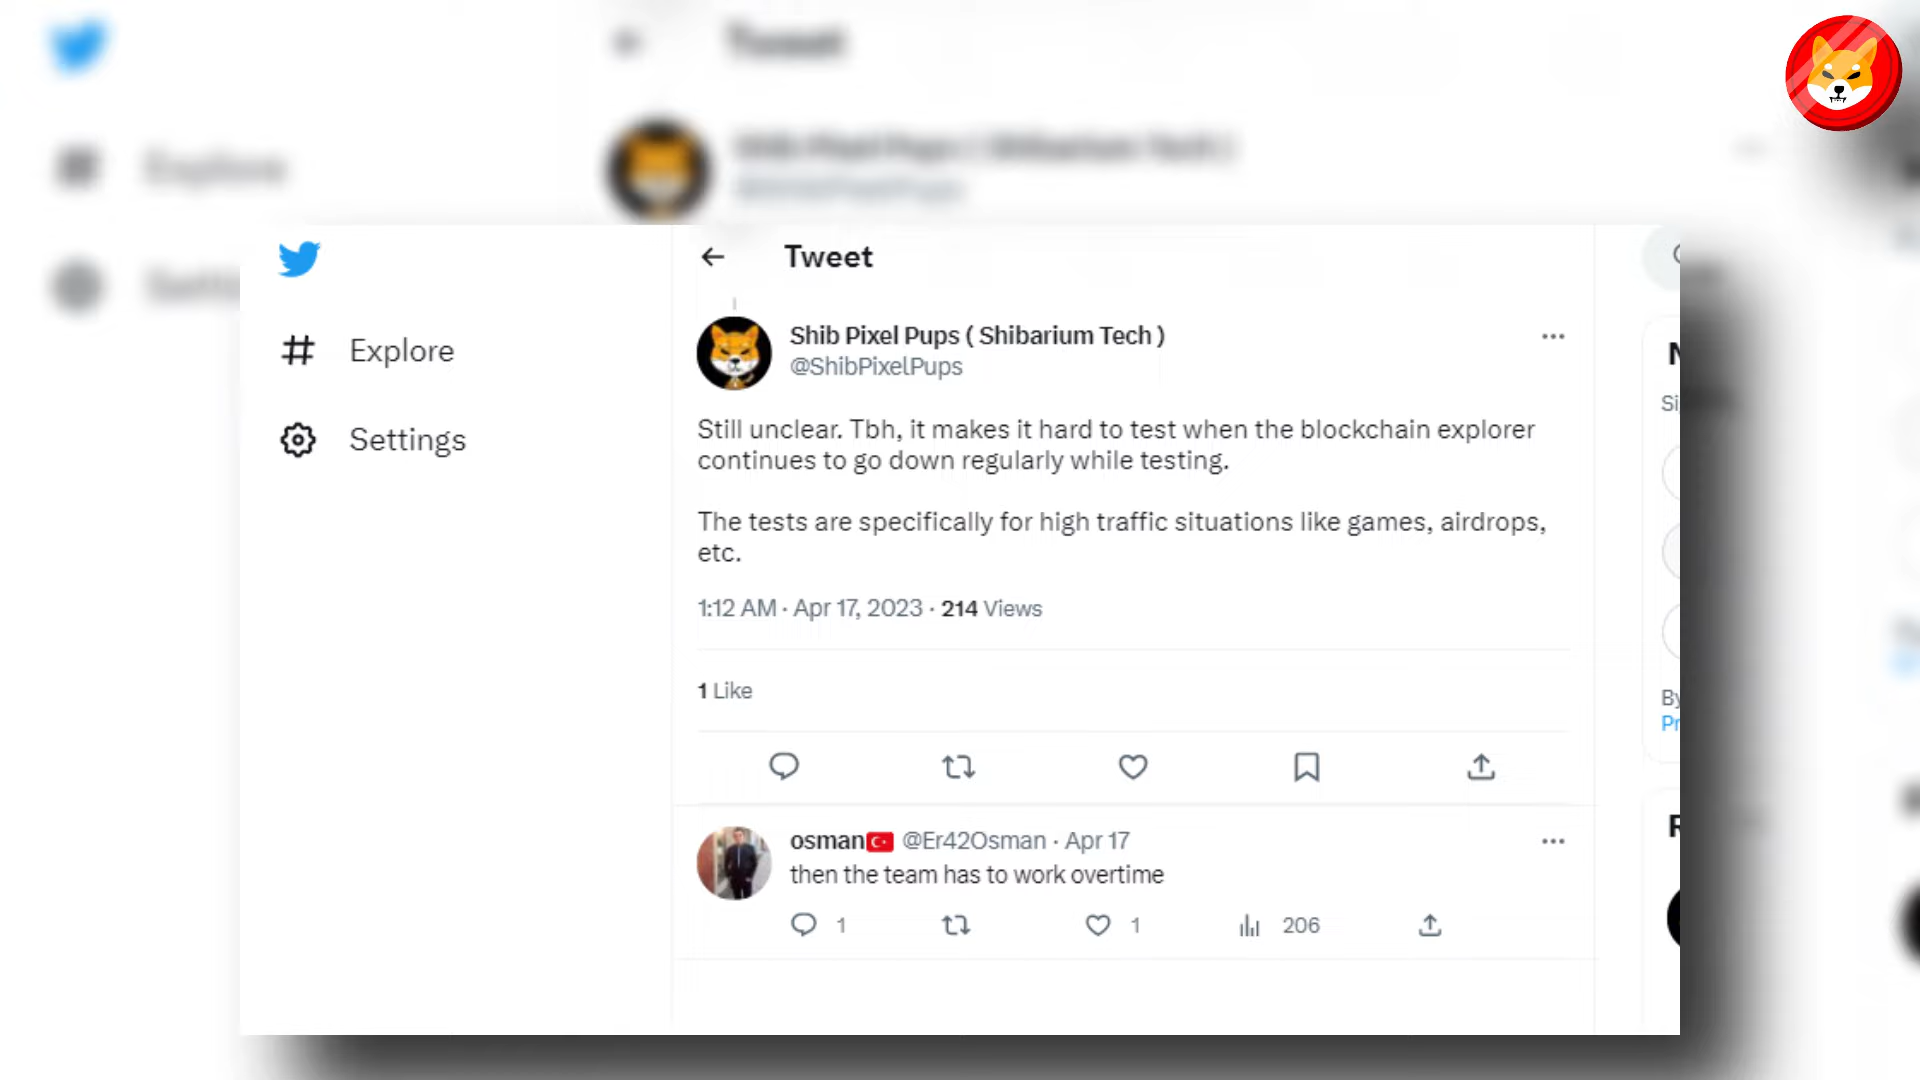 Tweet
Explore
Settings
Shib Pixel Pups ( Shibarium Tech )
@ShibPixelPups
Still unclear. Tbh, it makes it hard to test when the blockchain explorer
continues to go down regularly while testing.
The tests are specifically for high traffic situations like games, airdrops,
etc.
1:12 AM · Apr 17, 2023 · 214 Views
1 Like
osman @Er42Osman · Apr 17
then the team has to work overtime
1 1 206